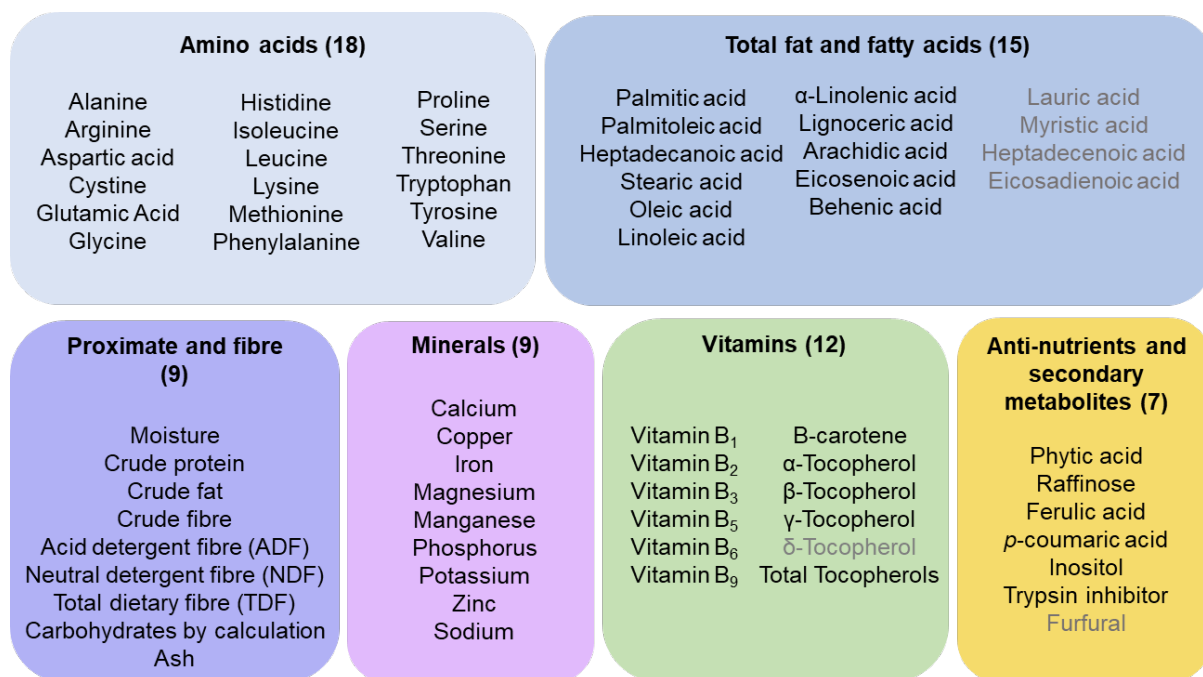 Amino acids (18)
Alanine
Arginine
Aspartic acid
Cystine
Glutamic Acid
Glycine
Histidine
Isoleucine
Leucine
Lysine
Methionine
Phenylalanine
Proline
Serine
Threonine
Tryptophan
Tyrosine
Valine
Total fat and fatty acids (15)
Palmitic acid
Palmitoleic acid
Heptadecanoic acid
Stearic acid
Oleic acid
Linoleic acid
α-Linolenic acid
Lignoceric acid
Arachidic acid
Eicosenoic acid
Behenic acid
Lauric acid
Myristic acid
Heptadecenoic acid
Eicosadienoic acid
Proximate and fibre
(9)
Moisture
Crude protein
Crude fat
Crude fibre
Acid detergent fibre (ADF)
Neutral detergent fibre (NDF)
Total dietary fibre (TDF)
Carbohydrates by calculation
Ash
Minerals (9)
Calcium
Copper
Iron
Magnesium
Manganese
Phosphorus
Potassium
Zinc
Sodium
Vitamins (12)
Vitamin B₁
Vitamin B₂
Vitamin B₃
Vitamin B₅
Vitamin B₆
Vitamin B₉
B-carotene
α-Tocopherol
β-Tocopherol
γ-Tocopherol
δ-Tocopherol
Total Tocopherols
Anti-nutrients and
secondary
metabolites (7)
Phytic acid
Raffinose
Ferulic acid
p-coumaric acid
Inositol
Trypsin inhibitor
Furfural